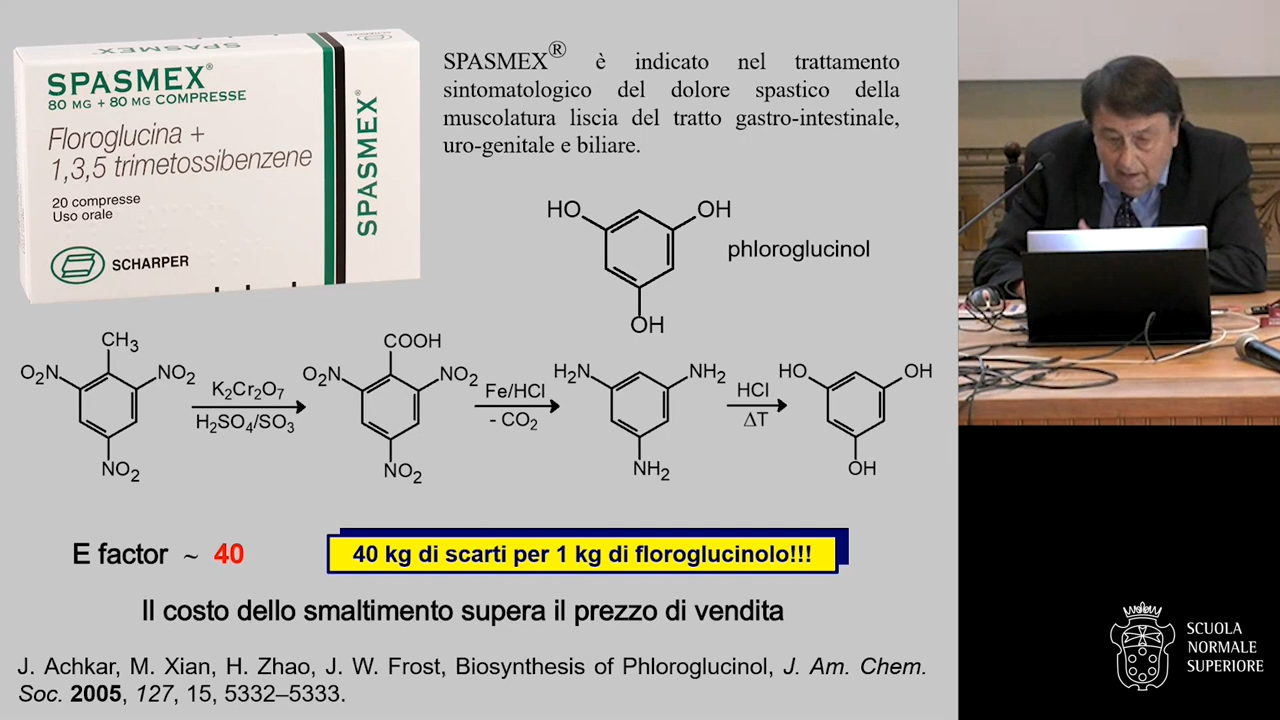 SPASMEX
SPASMEX®
80 MG + 80 MG COMPRESSE
Floroglucina +
1,3,5 trimetossibenzene
20 compresse
Uso orale
SCHARPER
SPASMEX®
SPASMEX® è indicato nel trattamento
sintomatologico del dolore spastico della
muscolatura liscia del tratto gastro-intestinale,
uro-genitale e biliare.
HO OH
phloroglucinol
OH
CH3
O2N NO2
NO2
K2Cr2O7
H2SO4/SO3
COOH
O2N NO2
NO2
Fe/HCl
- CO2
H2N NH2
NH2
HCl
ΔT
HO OH
OH
E factor ~ 40
40 kg di scarti per 1 kg di floroglucinolo!!!
Il costo dello smaltimento supera il prezzo di vendita
J. Achkar, M. Xian, H. Zhao, J. W. Frost, Biosynthesis of Phloroglucinol, J. Am. Chem.
Soc. 2005, 127, 15, 5332–5333.
SCUOLA
NORMALE
SUPERIORE